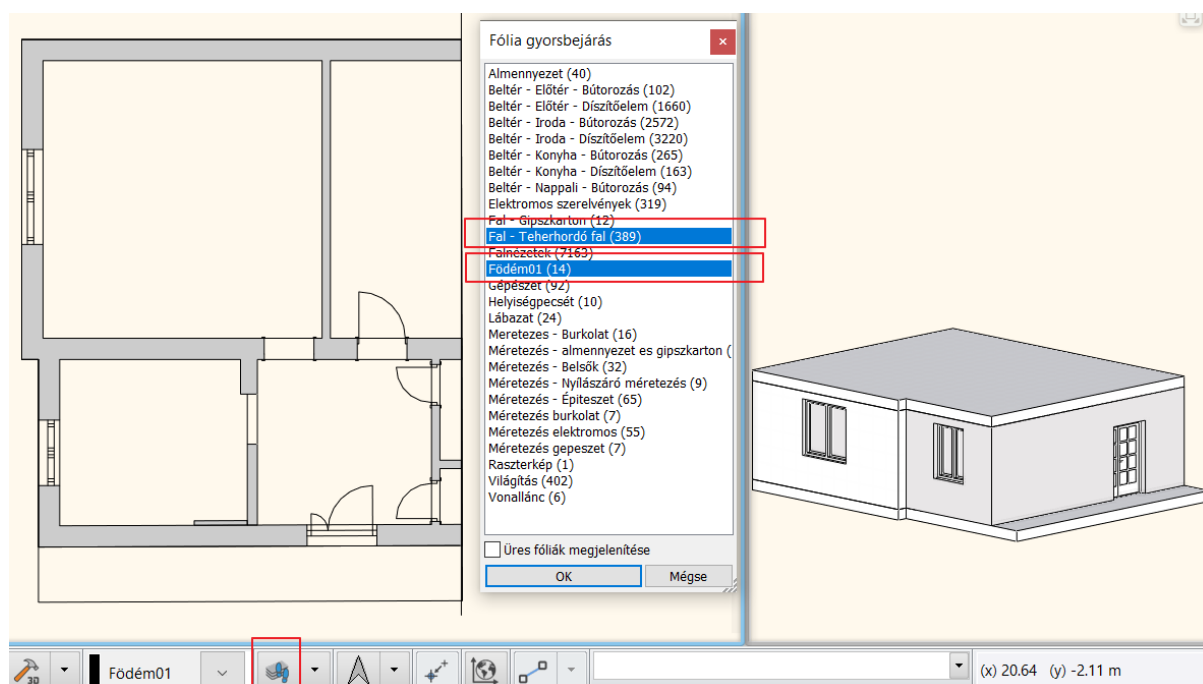 Fólia gyorsbejárás
Almennyezet (40)
Beltér - Előtér - Bútorozás (102)
Beltér - Előtér - Díszítőelem (1660)
Beltér - Iroda - Bútorozás (2572)
Beltér - Iroda - Díszítőelem (3220)
Beltér - Konyha - Bútorozás (265)
Beltér - Konyha - Díszítőelem (163)
Beltér - Nappali - Bútorozás (94)
Elektromos szerelvények (319)
Fal - Gipszkarton (12)
Fal - Teherhordó fal (389)
Falnézetek (7163)
Födém01 (14)
Gépészet (92)
Helyiségpecsét (10)
Lábazat (24)
Meretezes - Burkolat (16)
Méretezés - almennyezet es gipszkarton (
Méretezés - Belsők (32)
Méretezés - Nyílászáró méretezés (9)
Méretezés - Épiteszet (65)
Méretezés burkolat (7)
Méretezés elektromos (55)
Méretezés gepeszet (7)
Raszterkép (1)
Világítás (402)
Vonallánc (6)
Üres fóliák megjelenítése
OK Mégse
3D Födém01 (x) 20.64 (y) -2.11 m